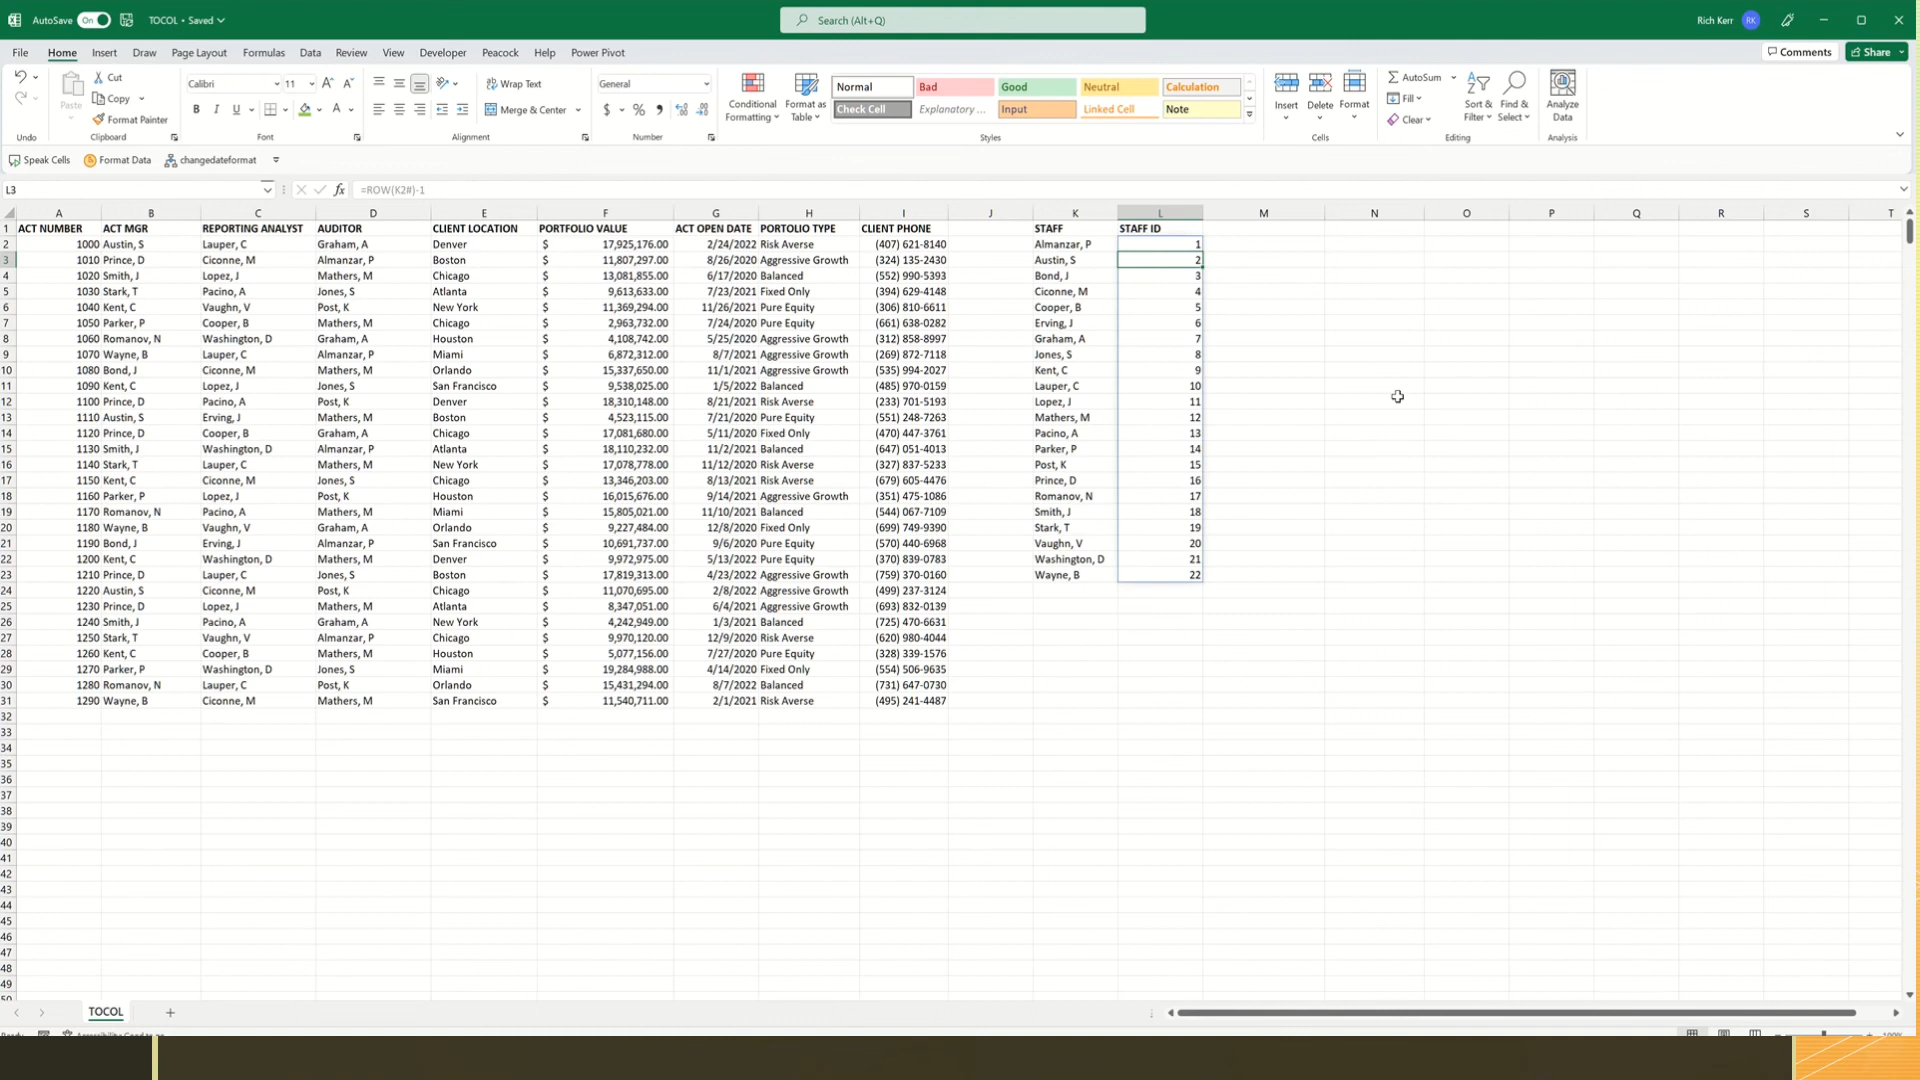 AutoSave On TOCOL • Saved Search (Alt+Q) Rich Kerr RK
File Home Insert Draw Page Layout Formulas Data Review View Developer Peacock Help Power Pivot Comments Share
Paste Cut Copy Format Painter
Calibri 11
B I U A
Wrap Text
Merge & Center
General
$ % 9
Conditional Formatting Format as Table
Normal Bad Good Neutral Calculation
Check Cell Explanatory ... Input Linked Cell Note
Insert Delete Format
AutoSum Fill Clear
Sort & Filter Find & Select Analyze Data
Undo Clipboard Font Alignment Number Styles Cells Editing Analysis
Speak Cells Format Data changedateformat
L3 fx =ROW(K2#)-1
A B C D E F G H I J K L M N O P Q R S T
1 ACT NUMBER ACT MGR REPORTING ANALYST AUDITOR CLIENT LOCATION PORTFOLIO VALUE ACT OPEN DATE PORTOLIO TYPE CLIENT PHONE STAFF STAFF ID
2 1000 Austin, S Lauper, C Graham, A Denver $ 17,925,176.00 2/24/2022 Risk Averse (407) 621-8140 Almanzar, P 1
3 1010 Prince, D Ciconne, M Almanzar, P Boston $ 11,807,297.00 8/26/2021 Aggressive Growth (324) 135-2430 Austin, S 2
4 1020 Smith, J Lopez, J Mathers, M Chicago $ 13,081,855.00 6/17/2020 Balanced (552) 990-5393 Bond, J 3
5 1030 Stark, T Pacino, A Jones, S Atlanta $ 9,613,633.00 7/23/2021 Fixed Only (394) 629-4148 Ciconne, M 4
6 1040 Kent, C Vaughn, V Post, K New York $ 11,369,294.00 11/26/2021 Pure Equity (306) 810-6611 Cooper, B 5
7 1050 Parker, P Cooper, B Mathers, M Chicago $ 2,963,732.00 7/24/2020 Pure Equity (661) 638-0282 Erving, J 6
8 1060 Romanov, N Washington, D Graham, A Houston $ 4,108,742.00 5/25/2020 Aggressive Growth (312) 858-8997 Graham, A 7
9 1070 Wayne, B Lauper, C Almanzar, P Miami $ 6,872,312.00 8/7/2021 Aggressive Growth (269) 872-7118 Jones, S 8
10 1080 Bond, J Ciconne, M Mathers, M Orlando $ 15,337,650.00 11/1/2021 Aggressive Growth (535) 994-2027 Kent, C 9
11 1090 Kent, C Lopez, J Jones, S San Francisco $ 9,538,025.00 1/5/2022 Balanced (485) 970-0159 Lauper, C 10
12 1100 Prince, D Pacino, A Post, K Denver $ 18,310,148.00 8/21/2021 Risk Averse (233) 701-5193 Lopez, J 11
13 1110 Austin, S Erving, J Mathers, M Boston $ 4,523,115.00 7/21/2020 Pure Equity (551) 248-7263 Mathers, M 12
14 1120 Prince, D Cooper, B Graham, A Chicago $ 17,081,680.00 5/11/2020 Fixed Only (470) 447-3761 Pacino, A 13
15 1130 Smith, J Washington, D Almanzar, P Atlanta $ 18,110,232.00 11/2/2021 Balanced (647) 051-4013 Parker, P 14
16 1140 Stark, T Lauper, C Mathers, M New York $ 17,078,778.00 11/12/2020 Risk Averse (327) 837-5233 Post, K 15
17 1150 Kent, C Ciconne, M Jones, S Chicago $ 13,346,203.00 8/13/2021 Risk Averse (679) 605-4476 Prince, D 16
18 1160 Parker, P Lopez, J Post, K Houston $ 16,015,676.00 9/14/2021 Aggressive Growth (351) 475-1086 Romanov, N 17
19 1170 Romanov, N Pacino, A Mathers, M Miami $ 15,805,021.00 11/10/2021 Balanced (544) 067-7109 Smith, J 18
20 1180 Wayne, B Vaughn, V Graham, A Orlando $ 9,227,484.00 12/8/2020 Fixed Only (699) 749-9390 Stark, T 19
21 1190 Bond, J Erving, J Almanzar, P San Francisco $ 10,691,737.00 9/6/2020 Pure Equity (570) 440-6968 Vaughn, V 20
22 1200 Kent, C Washington, D Mathers, M Denver $ 9,972,975.00 5/13/2022 Pure Equity (370) 839-0783 Washington, D 21
23 1210 Prince, D Lauper, C Jones, S Boston $ 17,819,313.00 4/23/2022 Aggressive Growth (759) 370-0160 Wayne, B 22
24 1220 Austin, S Ciconne, M Post, K Chicago $ 11,070,695.00 2/8/2022 Aggressive Growth (499) 237-3124
25 1230 Prince, D Lopez, J Mathers, M Atlanta $ 8,347,051.00 6/4/2021 Aggressive Growth (693) 832-0139
26 1240 Smith, J Pacino, A Graham, A New York $ 4,242,949.00 1/3/2021 Balanced (725) 470-6631
27 1250 Stark, T Vaughn, V Almanzar, P Chicago $ 9,970,120.00 12/9/2020 Risk Averse (620) 980-4044
28 1260 Kent, C Cooper, B Mathers, M Houston $ 5,077,156.00 7/27/2020 Pure Equity (328) 339-1576
29 1270 Parker, P Washington, D Jones, S Miami $ 19,284,988.00 4/14/2020 Fixed Only (554) 506-9635
30 1280 Romanov, N Lauper, C Post, K Orlando $ 15,431,294.00 8/7/2022 Balanced (731) 647-0730
31 1290 Wayne, B Ciconne, M Mathers, M San Francisco $ 11,540,711.00 2/1/2021 Risk Averse (495) 241-4487
32
33
34
35
36
37
38
39
40
41
42
43
44
45
46
47
48
49
50
TOCOL